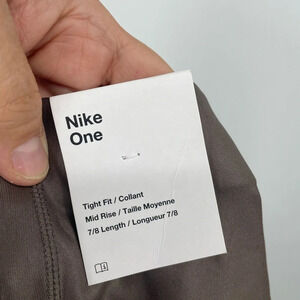 Nike
One
Tight Fit / Collant
Mid Rise / Taille Moyenne
7/8 Length / Longueur 7/8